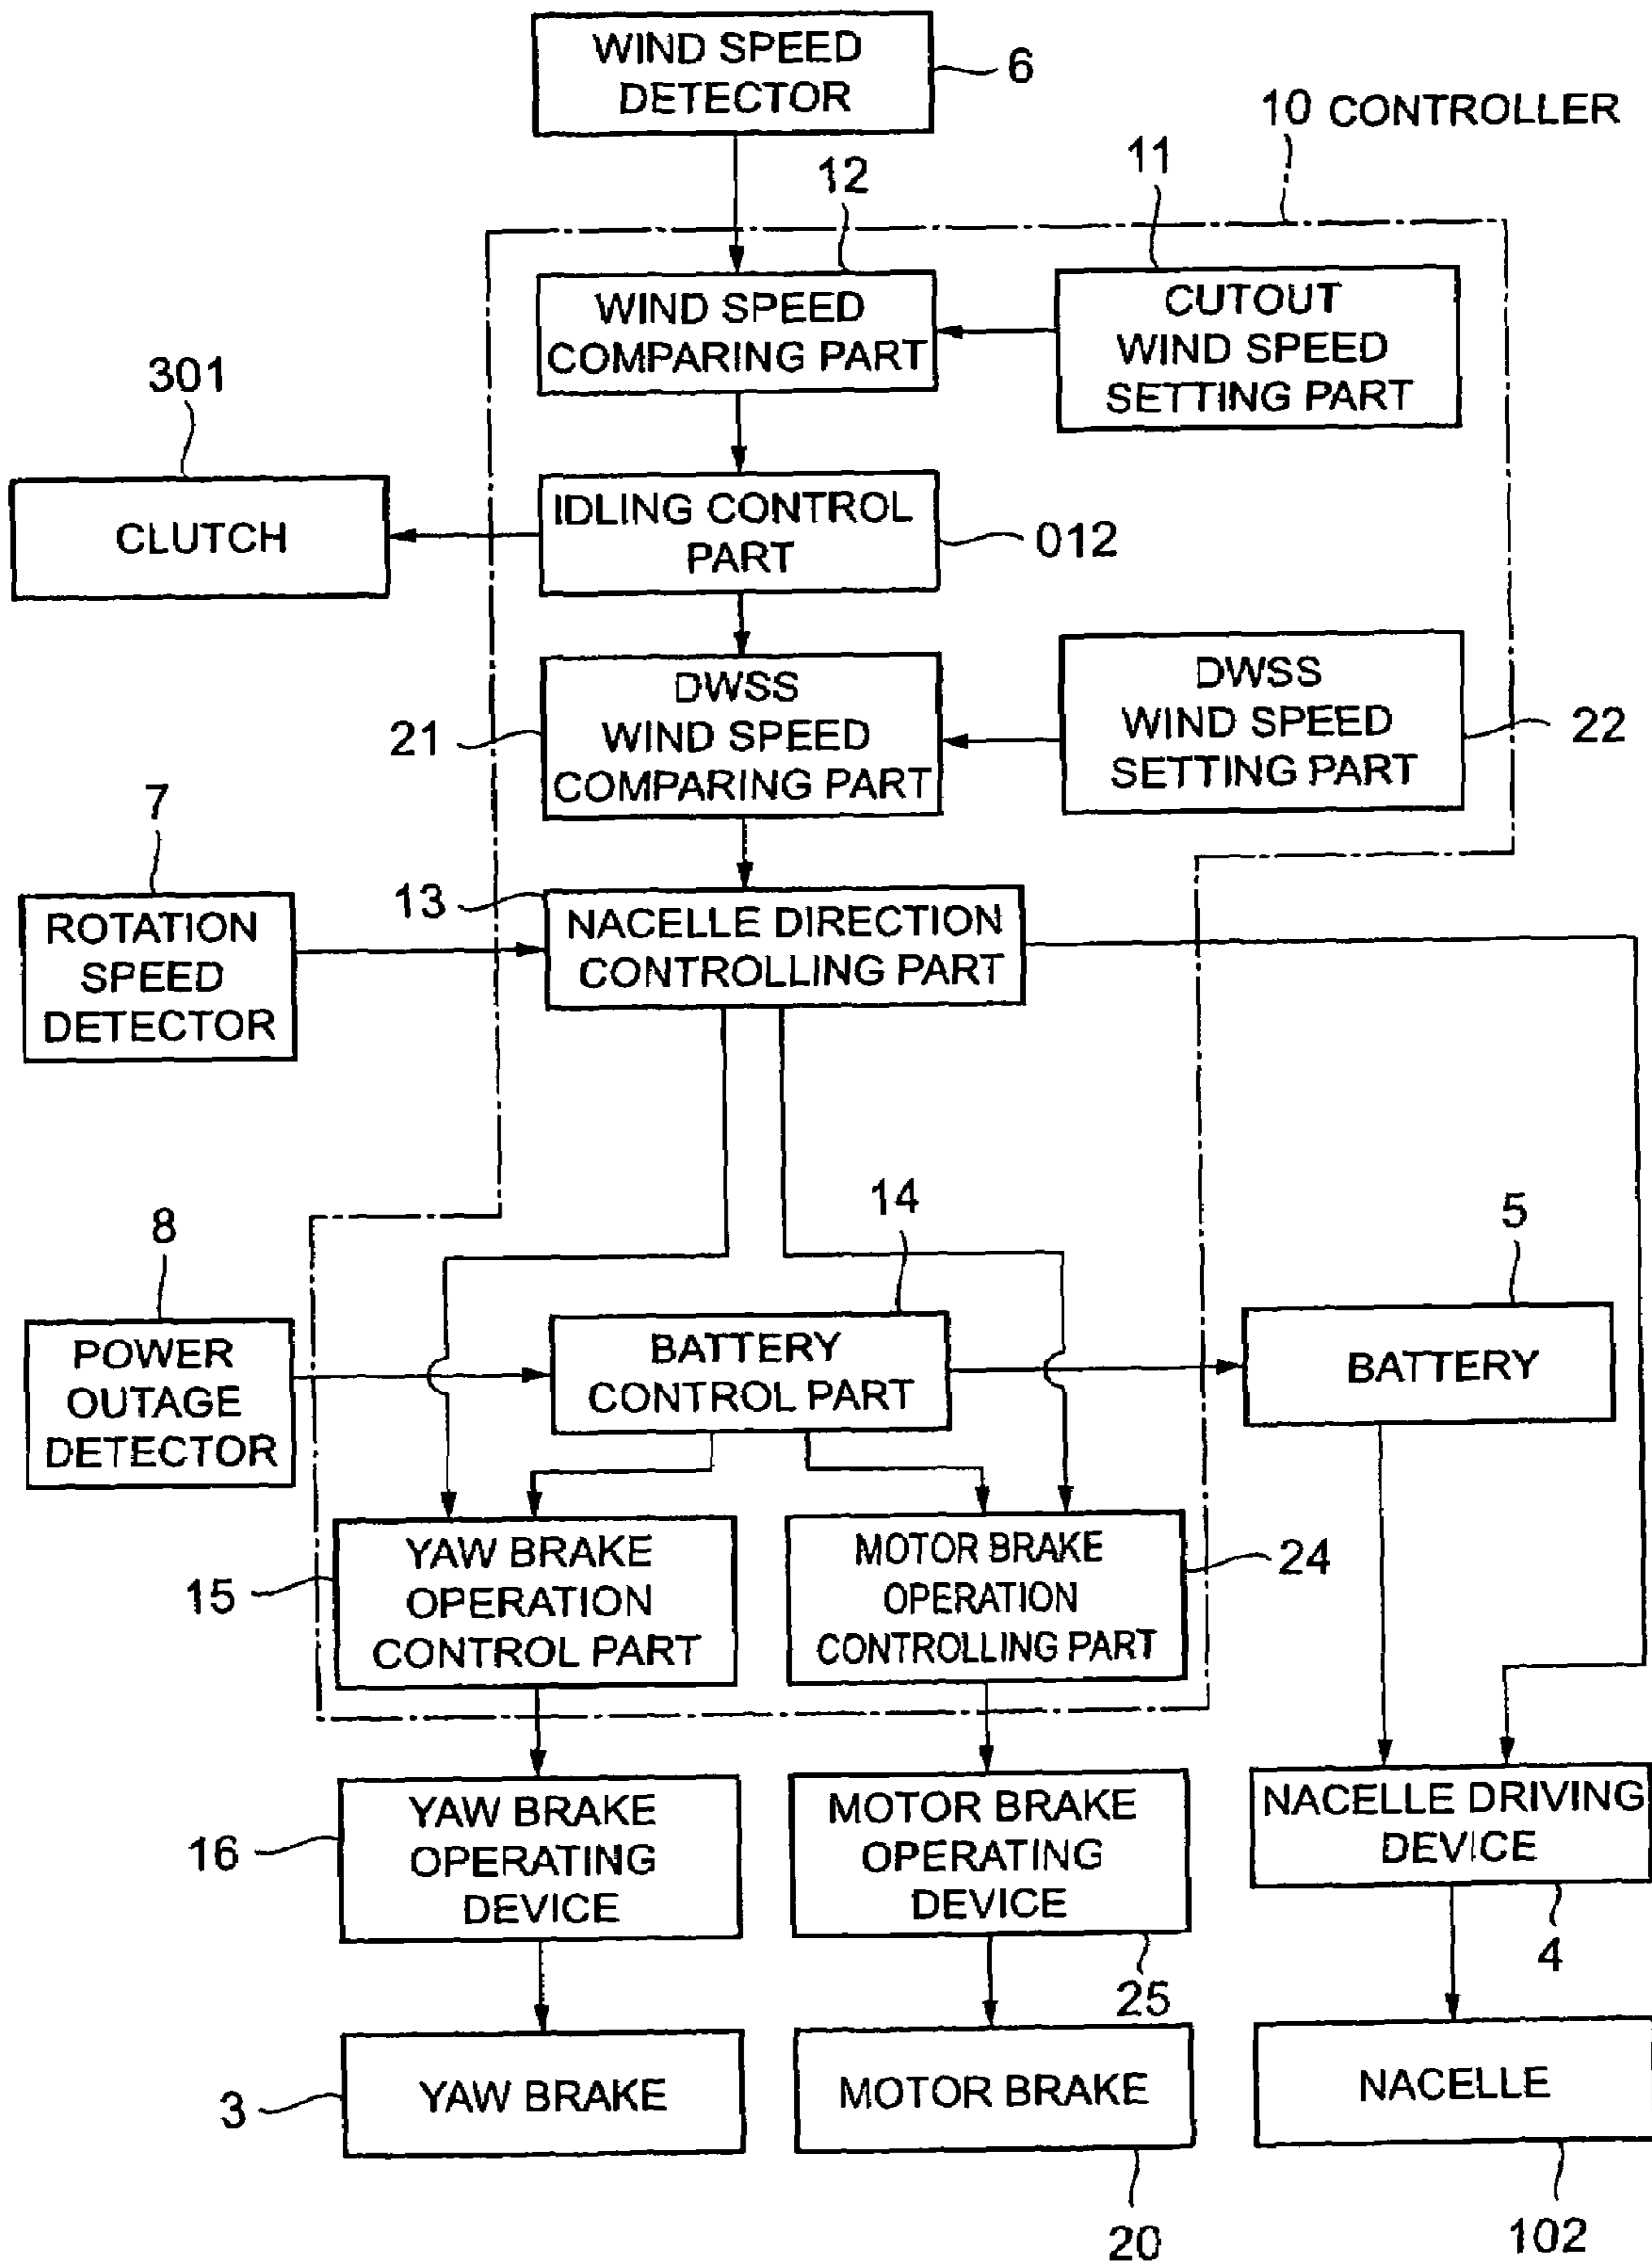 WIND SPEED
DETECTOR
6
10 CONTROLLER
12
11
WIND SPEED
COMPARING PART
CUTOUT
WIND SPEED
SETTING PART
301
CLUTCH
IDLING CONTROL
PART
012
DWSS
WIND SPEED
COMPARING PART
21
DWSS
WIND SPEED
SETTING PART
22
7
ROTATION
SPEED
DETECTOR
13
NACELLE DIRECTION
CONTROLLING PART
14
5
8
POWER
OUTAGE
DETECTOR
BATTERY
CONTROL PART
BATTERY
15
YAW BRAKE
OPERATION
CONTROL PART
MOTOR BRAKE
OPERATION
CONTROLLING PART
24
16
YAW BRAKE
OPERATING
DEVICE
MOTOR BRAKE
OPERATING
DEVICE
25
NACELLE DRIVING
DEVICE
4
3
YAW BRAKE
MOTOR BRAKE
20
NACELLE
102